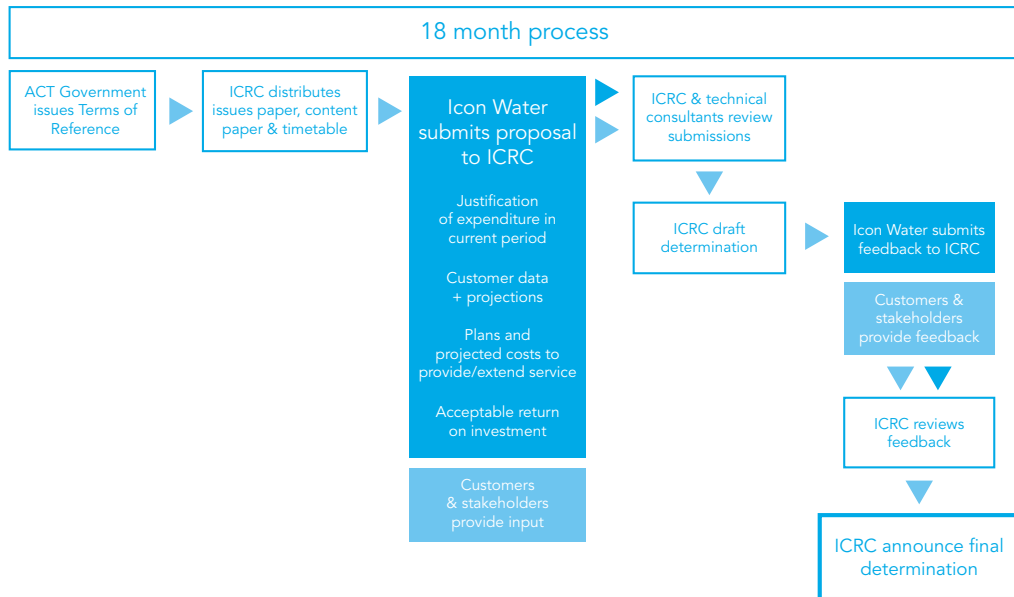 18 month process
ACT Government
issues Terms of
Reference
ICRC distributes
issues paper, content
paper & timetable
Icon Water
submits proposal
to ICRC
Justification
of expenditure in
current period
Customer data
+ projections
Plans and
projected costs to
provide/extend service
Acceptable return
on investment
Customers
& stakeholders
provide input
ICRC & technical
consultants review
submissions
ICRC draft
determination
Icon Water submits
feedback to ICRC
Customers &
stakeholders
provide feedback
ICRC reviews
feedback
ICRC announce final
determination